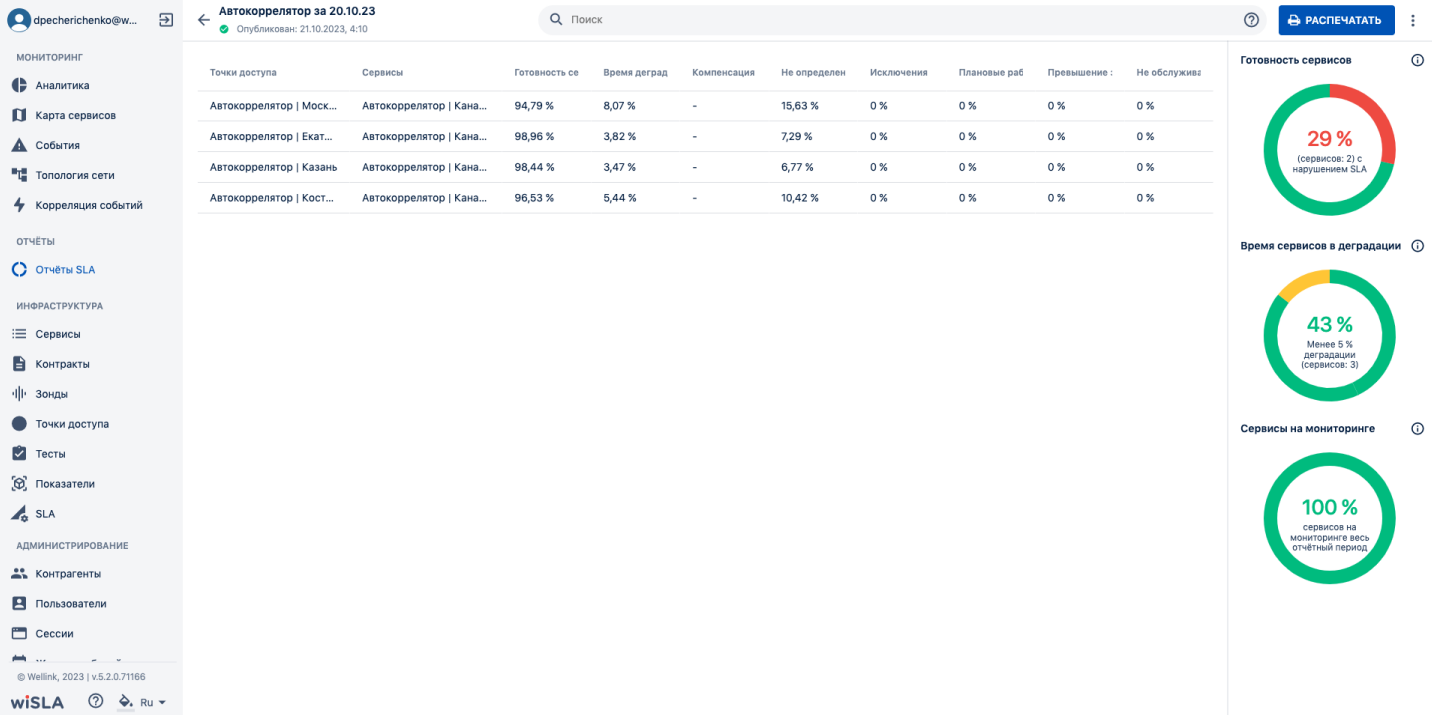 dpecherichenko@w...
МОНИТОРИНГ
Аналитика
Карта сервисов
События
Топология сети
Корреляция событий
ОТЧЁТЫ
Отчёты SLA
ИНФРАСТРУКТУРА
Сервисы
Контракты
Зонды
Точки доступа
Тесты
Показатели
SLA
АДМИНИСТРИРОВАНИЕ
Контрагенты
Пользователи
Сессии
© Wellink, 2023 | v.5.2.0.71166
wiSLA Ru
Автокоррелятор за 20.10.23
Опубликован: 21.10.2023, 4:10
Поиск
РАСПЕЧАТАТЬ
Точки доступа Сервисы Готовность се Время деград Компенсация Не определен Исключения Плановые раб Превышение : Не обслужива
Автокоррелятор | Моск... Автокоррелятор | Кана... 94,79 % 8,07 % - 15,63 % 0 % 0 % 0 % 0 %
Автокоррелятор | Екат... Автокоррелятор | Кана... 98,96 % 3,82 % - 7,29 % 0 % 0 % 0 % 0 %
Автокоррелятор | Казань Автокоррелятор | Кана... 98,44 % 3,47 % - 6,77 % 0 % 0 % 0 % 0 %
Автокоррелятор | Кост... Автокоррелятор | Кана... 96,53 % 5,44 % - 10,42 % 0 % 0 % 0 % 0 %
Готовность сервисов
29 %
(сервисов: 2) с
нарушением SLA
Время сервисов в деградации
43 %
Менее 5 %
деградации
(сервисов: 3)
Сервисы на мониторинге
100 %
сервисов на
мониторинге весь
отчётный период